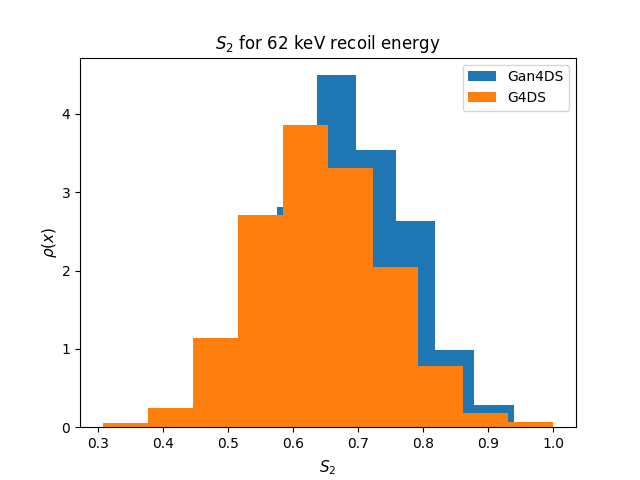 S₂ for 62 keV recoil energy
Gan4DS
G4DS
ρ(x)
4
3
2
1
0
0.3 0.4 0.5 0.6 0.7 0.8 0.9 1.0
S₂